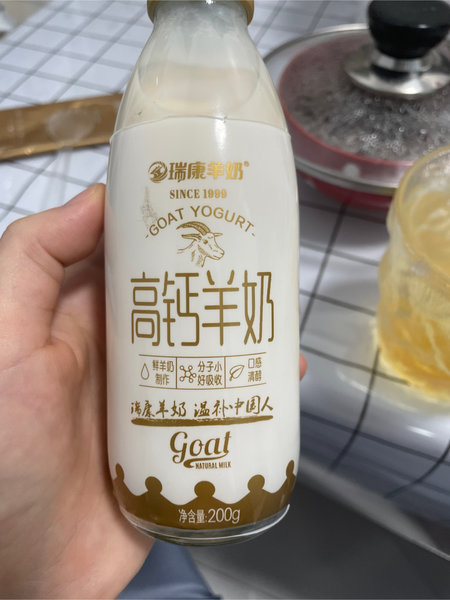 瑞康羊奶®
SINCE 1999
-GOAT YOGURT-
高钙羊奶
鲜羊奶制作
分子小好吸收
口感清醇
瑞康羊奶 温补中国人
goat
NATURAL MILK
净含量:200g